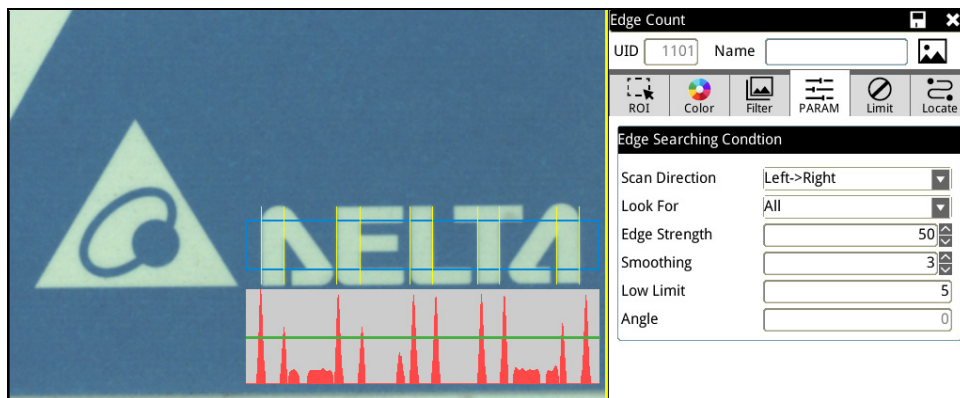 Edge Count
UID 1101 Name
ROI Color Filter PARAM Limit Locate
Edge Searching Condtion
Scan Direction Left->Right
Look For All
Edge Strength 50
Smoothing 3
Low Limit 5
Angle 0
DELTA